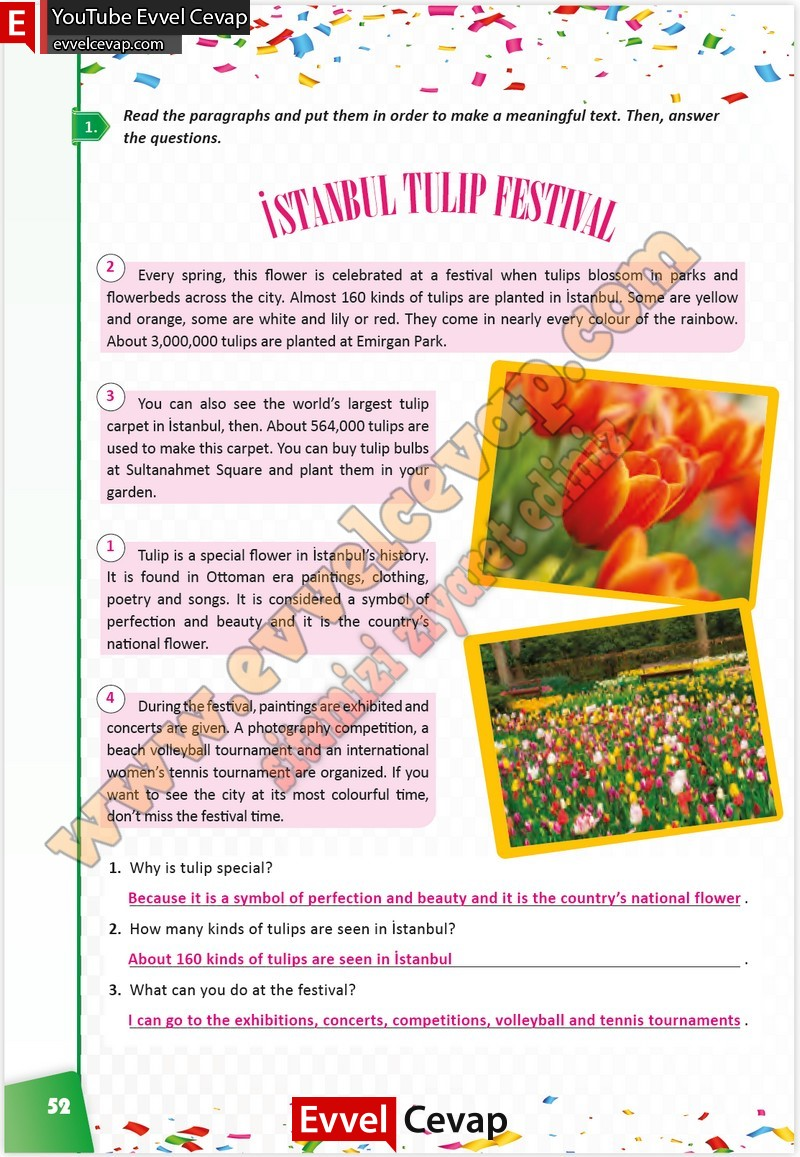 E
YouTube Evvel Cevap
evvelcevap.com
1.
Read the paragraphs and put them in order to make a meaningful text. Then, answer
the questions.
İSTANBUL TULIP FESTIVAL
2
Every spring, this flower is celebrated at a festival when tulips blossom in parks and
flowerbeds across the city. Almost 160 kinds of tulips are planted in İstanbul. Some are yellow
and orange, some are white and lily or red. They come in nearly every colour of the rainbow.
About 3,000,000 tulips are planted at Emirgan Park.
3
You can also see the world's largest tulip
carpet in İstanbul, then. About 564,000 tulips are
used to make this carpet. You can buy tulip bulbs
at Sultanahmet Square and plant them in your
garden.
1
Tulip is a special flower in İstanbul's history.
It is found in Ottoman era paintings, clothing,
poetry and songs. It is considered a symbol of
perfection and beauty and it is the country's
national flower.
4
During the festival, paintings are exhibited and
concerts are given. A photography competition, a
beach volleyball tournament and an international
women's tennis tournament are organized. If you
want to see the city at its most colourful time,
don't miss the festival time.
www.evvelcevap.com
sitemizi ziyaret ediniz
1. Why is tulip special?
Because it is a symbol of perfection and beauty and it is the country's national flower .
2. How many kinds of tulips are seen in İstanbul?
About 160 kinds of tulips are seen in İstanbul .
3. What can you do at the festival?
I can go to the exhibitions, concerts, competitions, volleyball and tennis tournaments .
52
Evvel Cevap